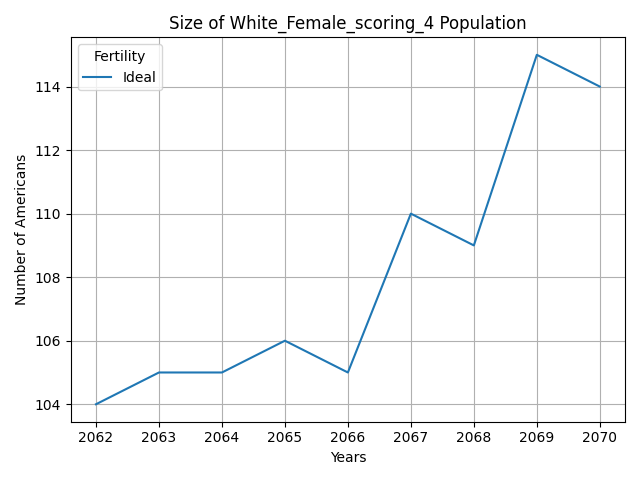 Size of White_Female_scoring_4 Population
Fertility
Ideal
Number of Americans
114
112
110
108
106
104
2062 2063 2064 2065 2066 2067 2068 2069 2070
Years